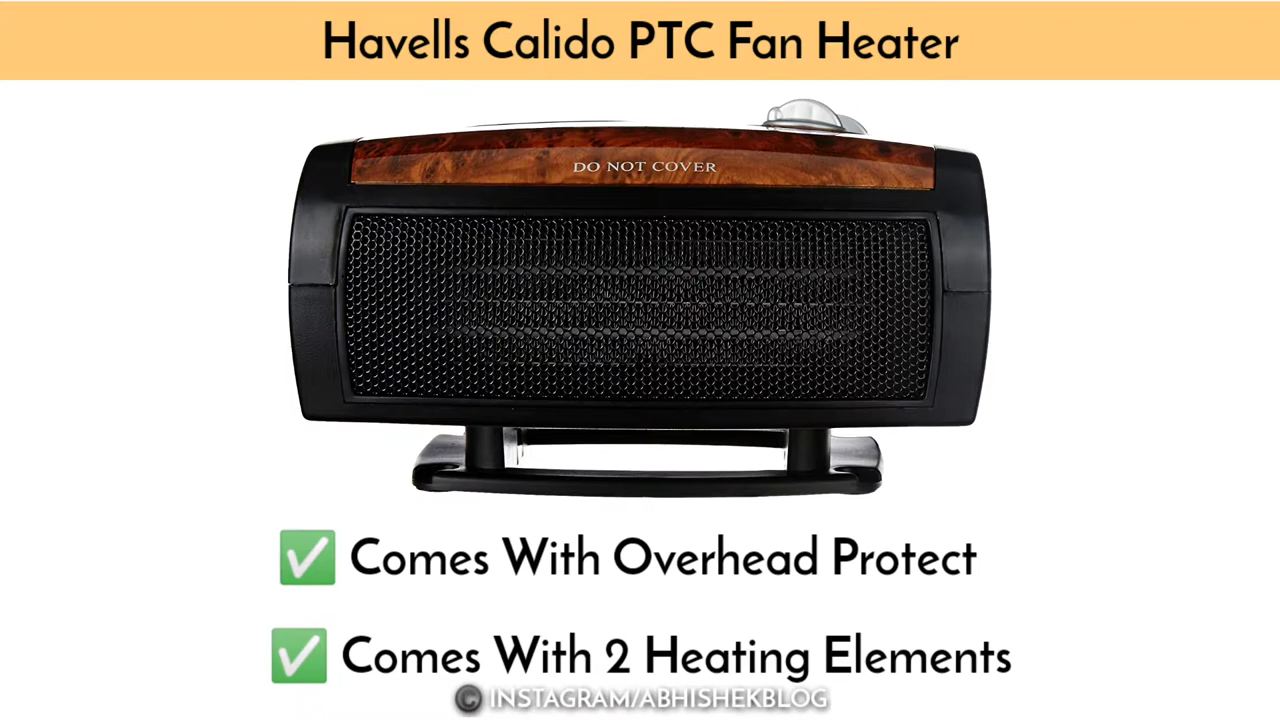 Havells Calido PTC Fan Heater
DO NOT COVER
✅ Comes With Overhead Protect
✅ Comes With 2 Heating Elements
© INSTAGRAM/ABHISHEKBLOG